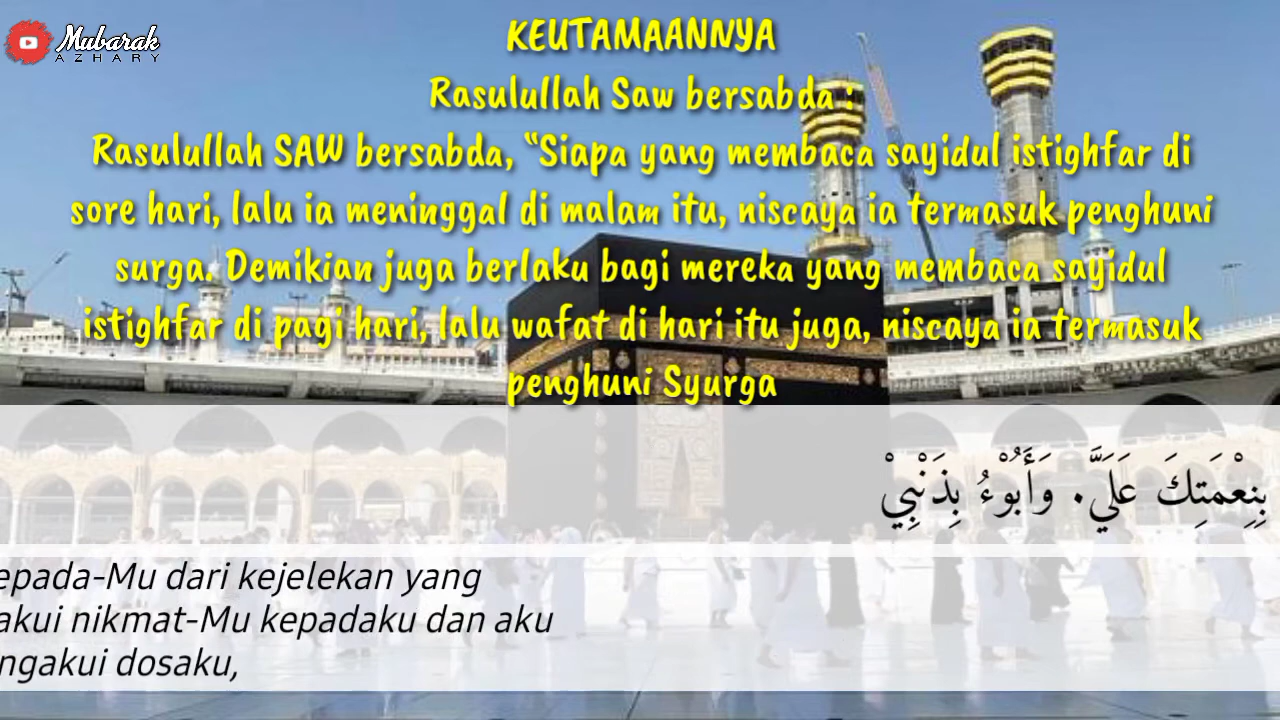 Mubarak
AZHARY
KEUTAMAANNYA
Rasulullah Saw bersabda :
Rasulullah SAW bersabda, “Siapa yang membaca sayidul istighfar di
sore hari, lalu ia meninggal di malam itu, niscaya ia termasuk penghuni
surga. Demikian juga berlaku bagi mereka yang membaca sayidul
istighfar di pagi hari, lalu wafat di hari itu juga, niscaya ia termasuk
penghuni Syurga
بِنِعْمَتِكَ عَلَيَّ. وَأَبُوْءُ بِذَنْبِيْ
epada-Mu dari kejelekan yang
akui nikmat-Mu kepadaku dan aku
ngakui dosaku,